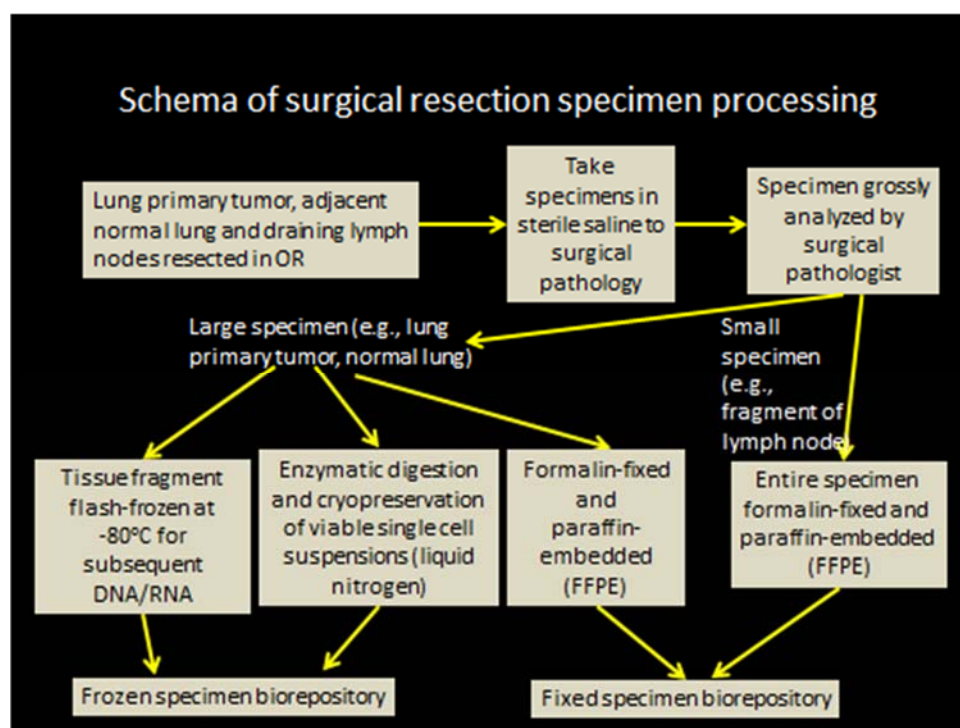 Schema of surgical resection specimen processing
Lung primary tumor, adjacent
normal lung and draining lymph
nodes resected in OR
Take
specimens in
sterile saline to
surgical
pathology
Specimen grossly
analyzed by
surgical
pathologist
Large specimen (e.g., lung
primary tumor, normal lung)
Small
specimen
(e.g.,
fragment of
lymph node)
Tissue fragment
flash-frozen at
-80°C for
subsequent
DNA/RNA
Enzymatic digestion
and cryopreservation
of viable single cell
suspensions (liquid
nitrogen)
Formalin-fixed
and
paraffin-
embedded
(FFPE)
Entire specimen
formalin-fixed and
paraffin-embedded
(FFPE)
Frozen specimen biorepository
Fixed specimen biorepository